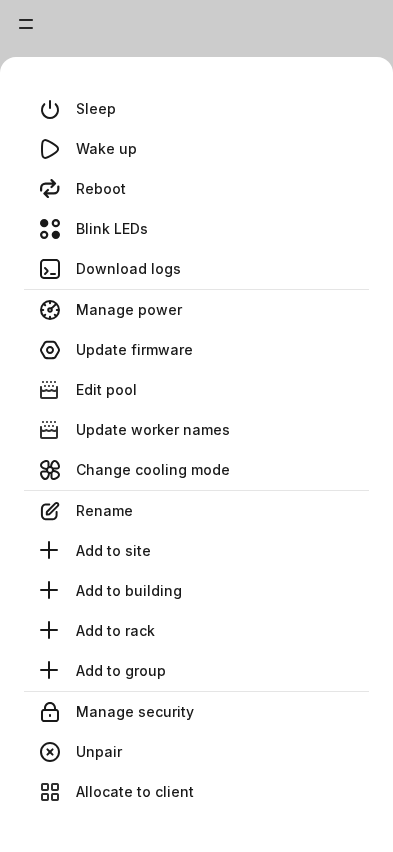 Sleep
Wake up
Reboot
Blink LEDs
Download logs
Manage power
Update firmware
Edit pool
Update worker names
Change cooling mode
Rename
Add to site
Add to building
Add to rack
Add to group
Manage security
Unpair
Allocate to client